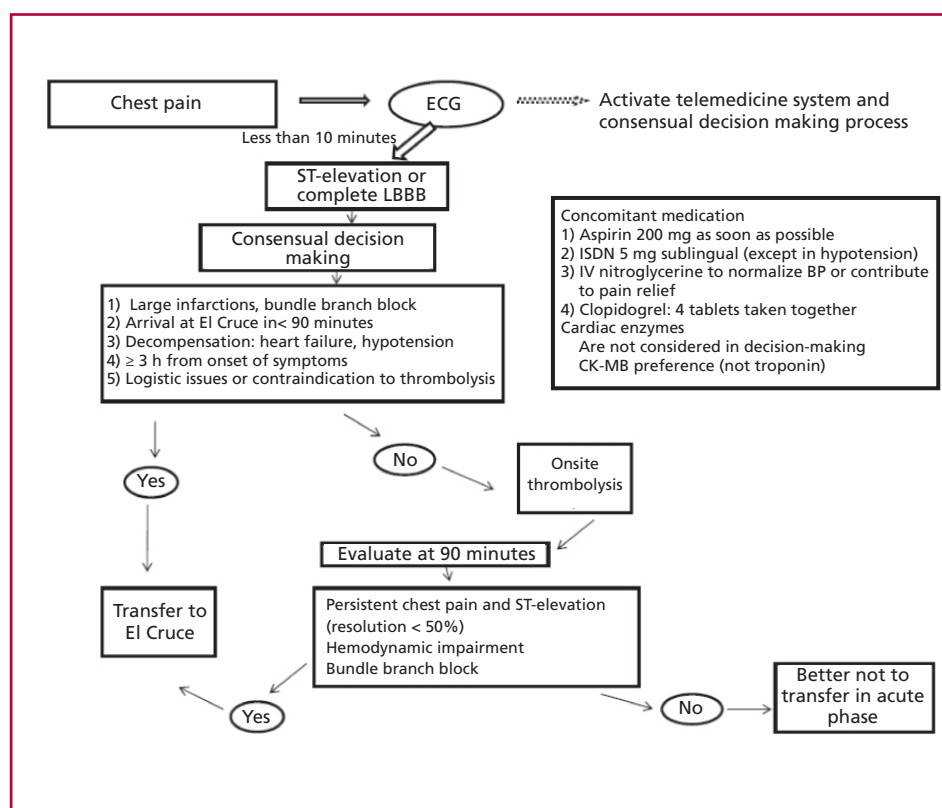 Chest pain
ECG
Activate telemedicine system and
consensual decision making process
Less than 10 minutes
ST-elevation or
complete LBBB
Consensual decision
making
Concomitant medication
1) Aspirin 200 mg as soon as possible
2) ISDN 5 mg sublingual (except in hypotension)
3) IV nitroglycerine to normalize BP or contribute
to pain relief
4) Clopidogrel: 4 tablets taken together
Cardiac enzymes
Are not considered in decision-making
CK-MB preference (not troponin)
1) Large infarctions, bundle branch block
2) Arrival at El Cruce in< 90 minutes
3) Decompensation: heart failure, hypotension
4) ≥ 3 h from onset of symptoms
5) Logistic issues or contraindication to thrombolysis
Yes
No
Onsite
thrombolysis
Evaluate at 90 minutes
Transfer to
El Cruce
Persistent chest pain and ST-elevation
(resolution < 50%)
Hemodynamic impairment
Bundle branch block
Yes
No
Better not to
transfer in acute
phase